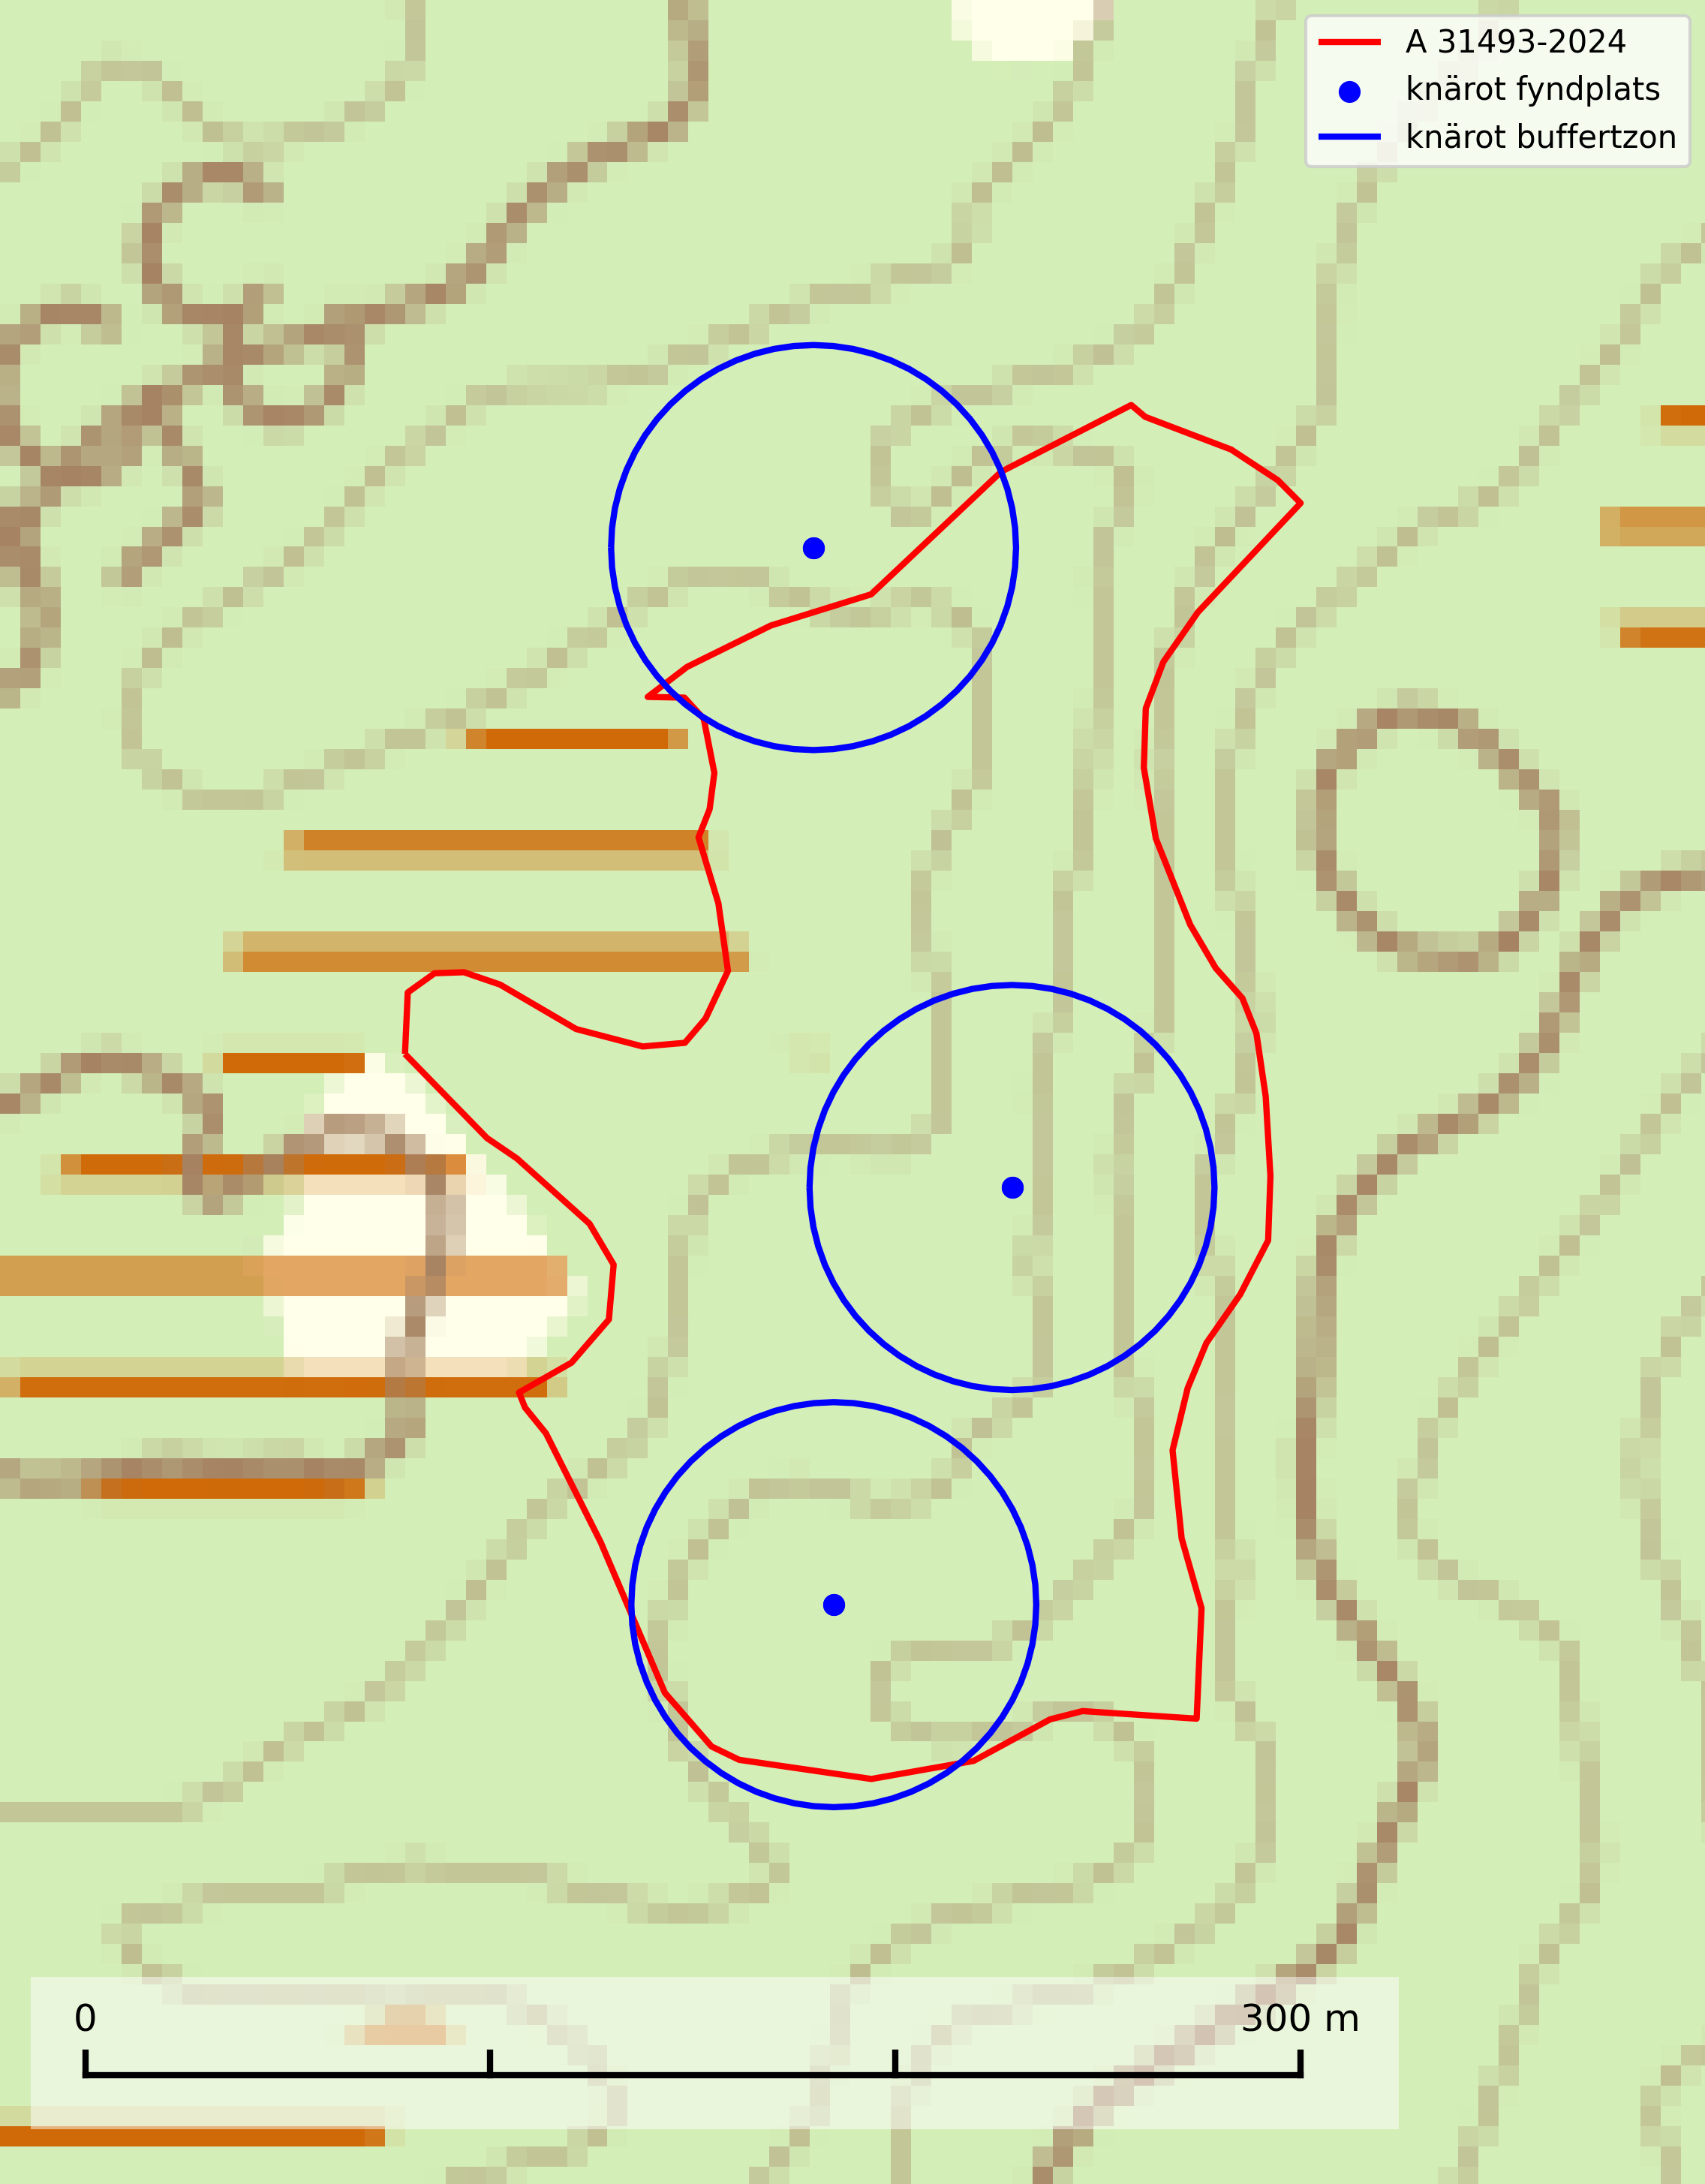 A 31493-2024
knärot fyndplats
knärot buffertzon
0
300 m